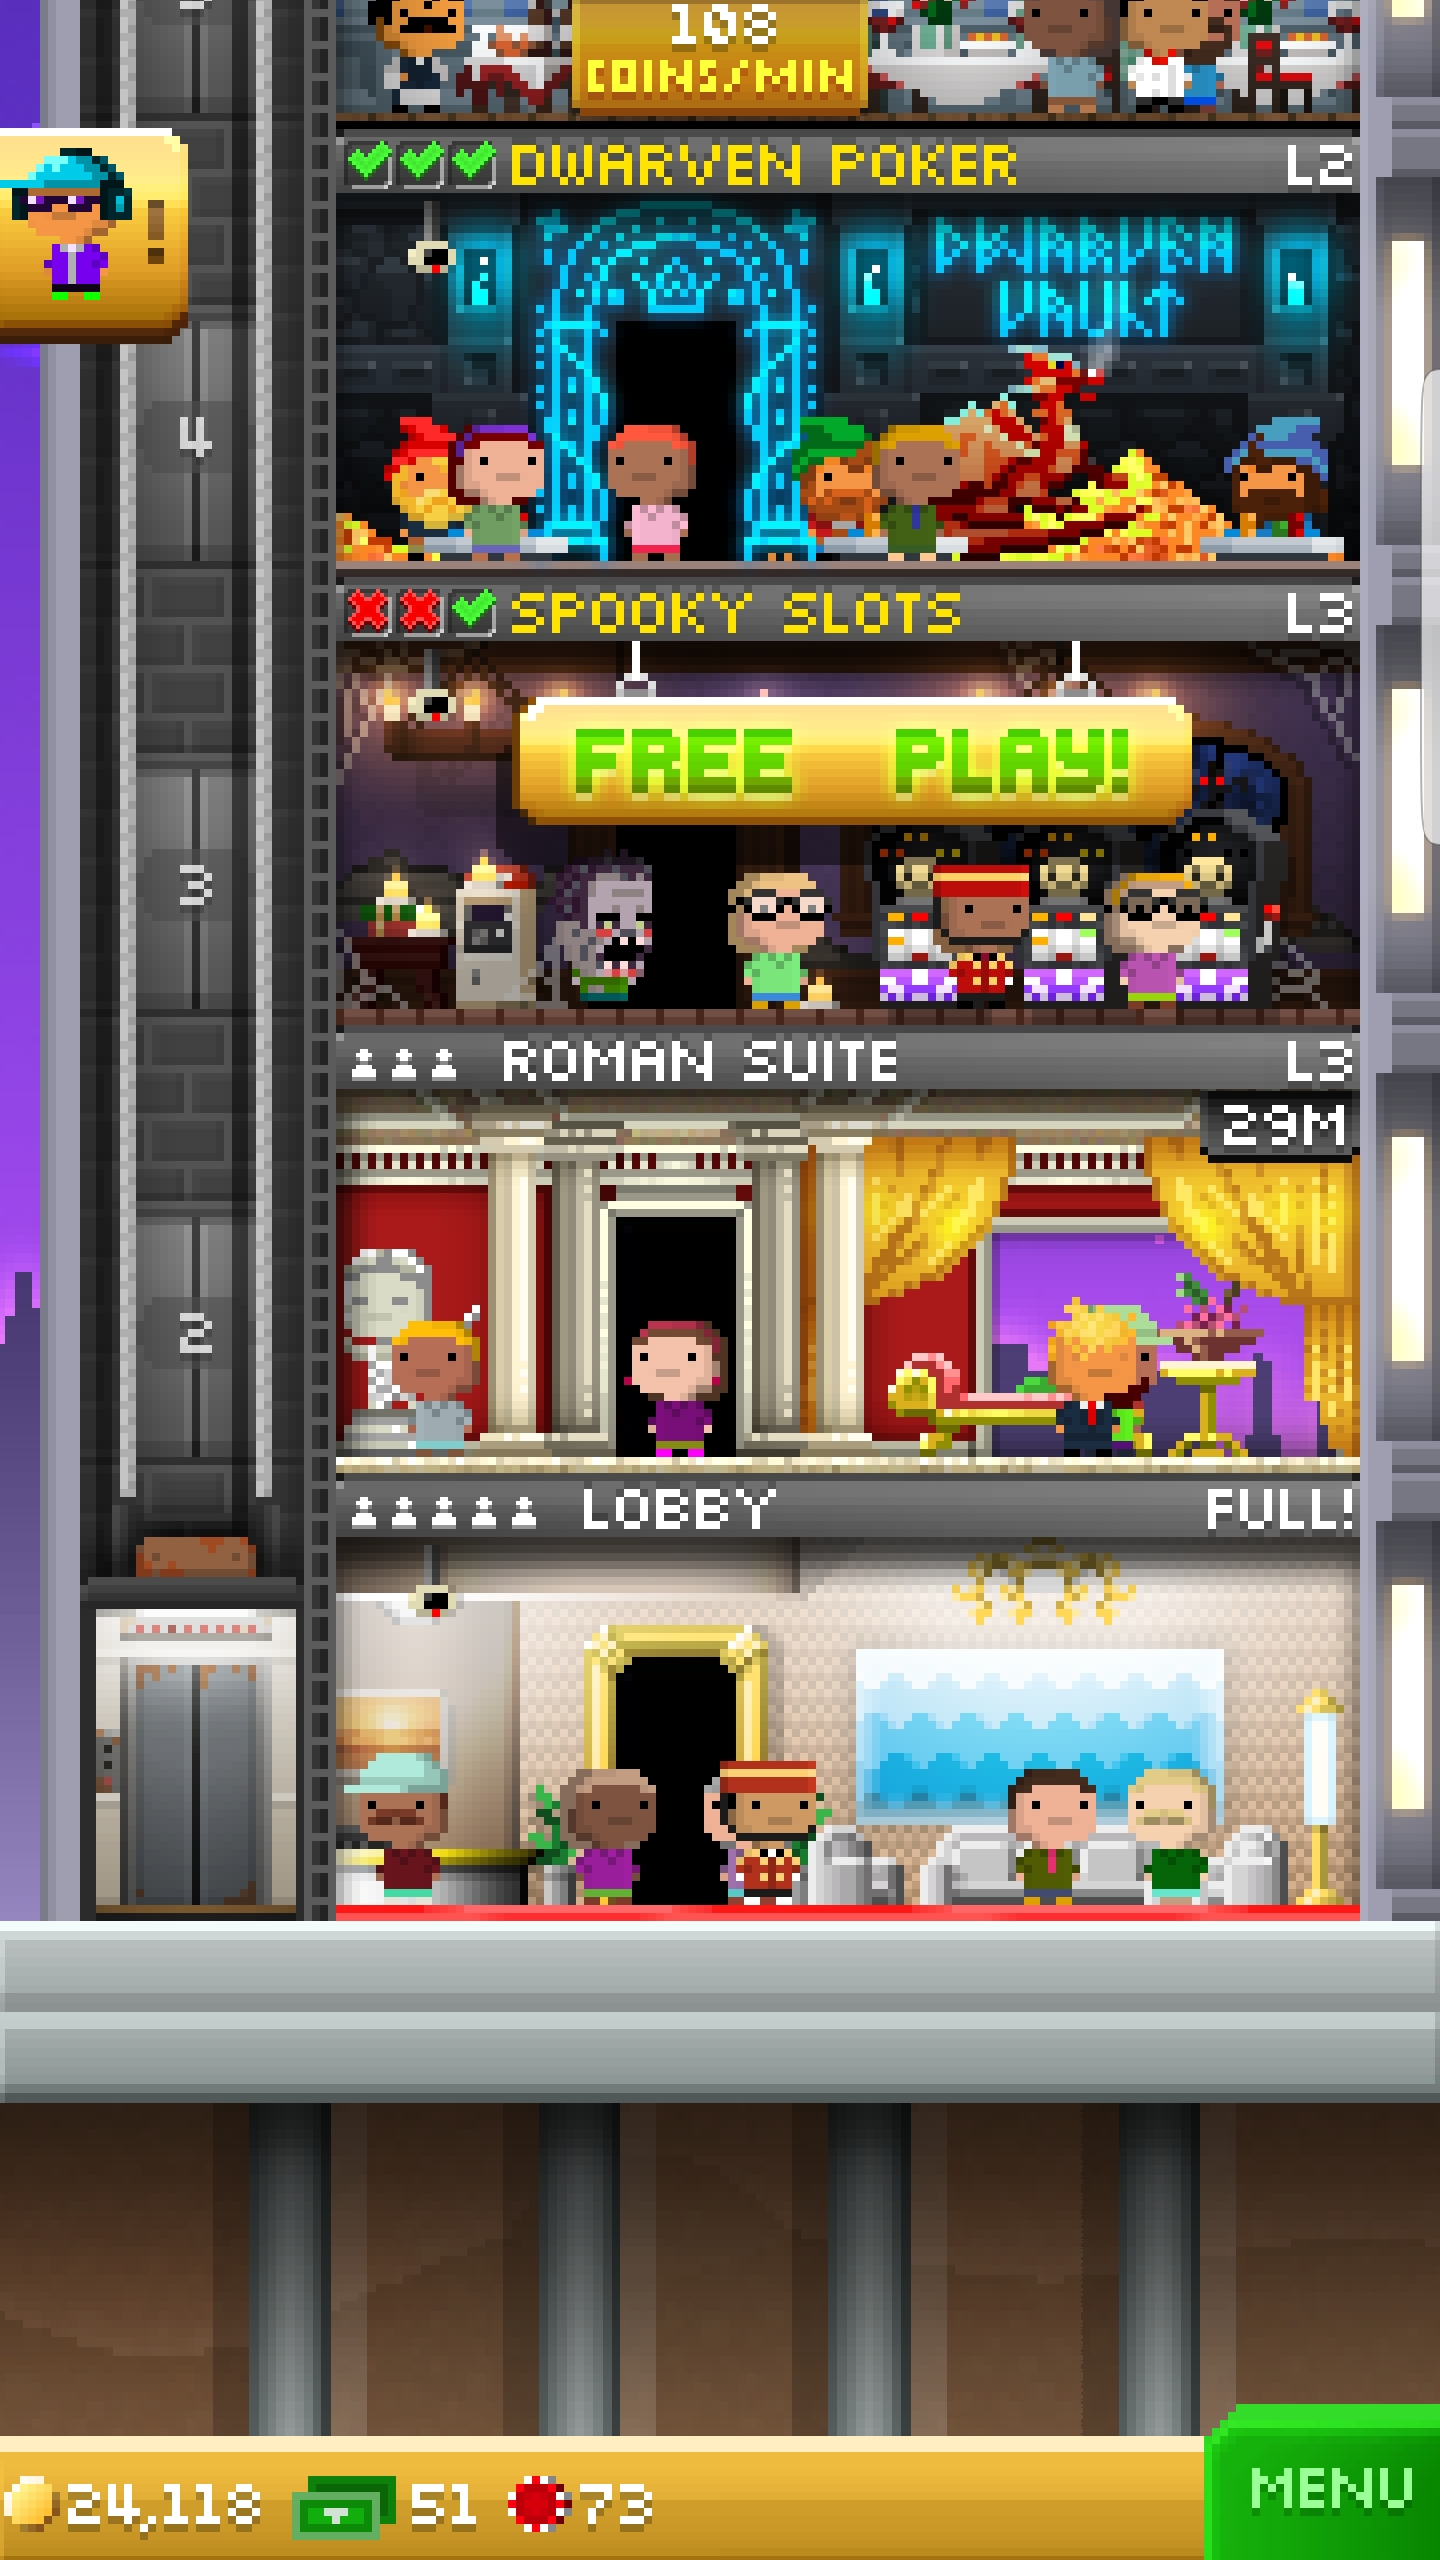 108
COINS/MIN
DWARVEN POKER L2
DWARVEN
VAULT
4
SPOOKY SLOTS L3
FREE PLAY!
3
ROMAN SUITE L3
29M
2
LOBBY FULL!
24,118 51 73
MENU